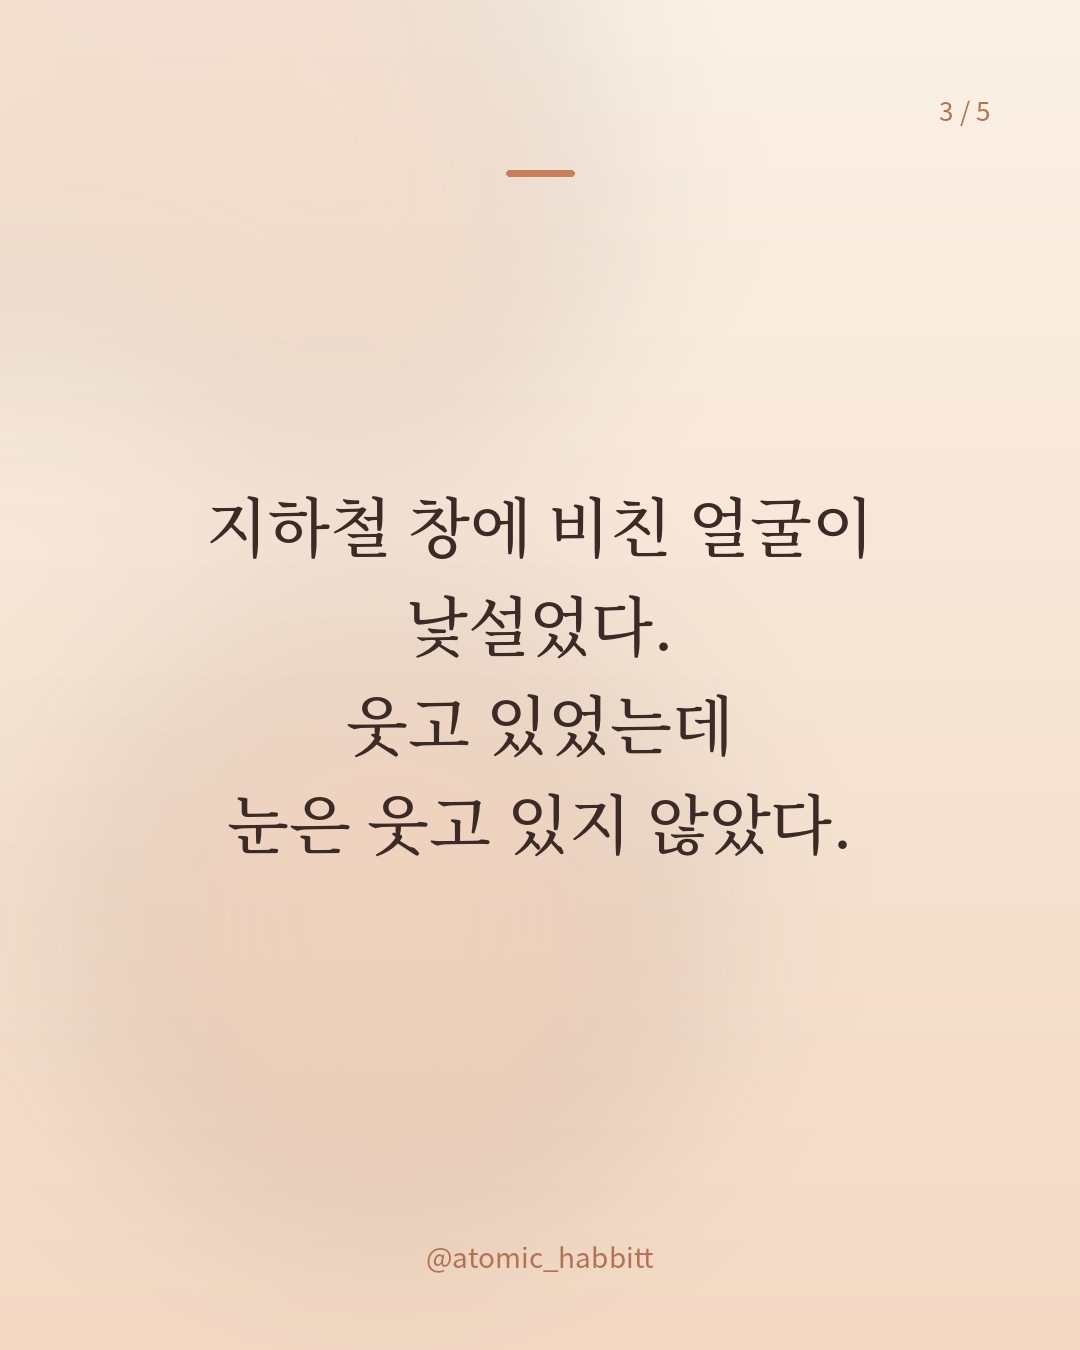 3 / 5
지하철 창에 비친 얼굴이
낯설었다.
웃고 있었는데
눈은 웃고 있지 않았다.
@atomic_habbitt